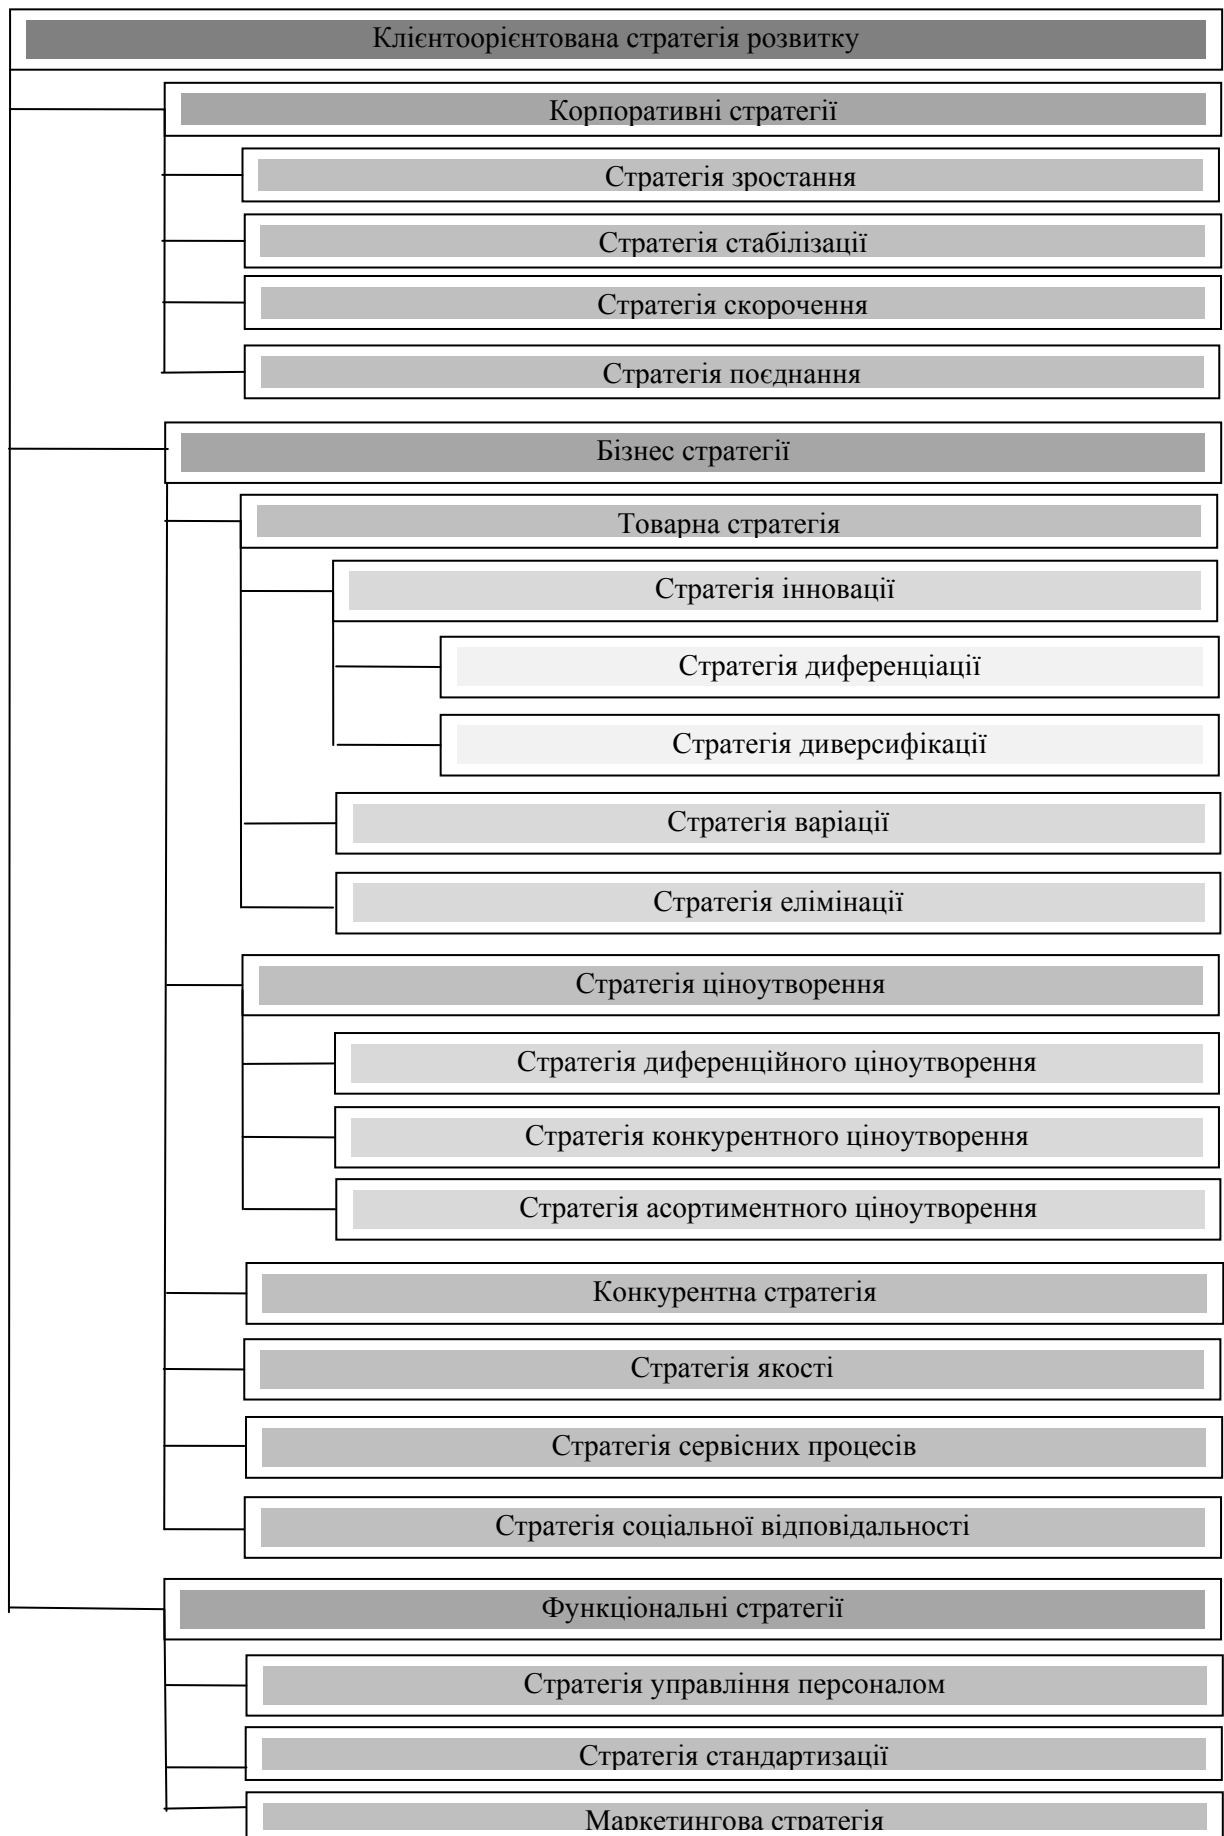 Клієнтоорієнтована стратегія розвитку
Корпоративні стратегії
Стратегія зростання
Стратегія стабілізації
Стратегія скорочення
Стратегія поєднання
Бізнес стратегії
Товарна стратегія
Стратегія інновації
Стратегія диференціації
Стратегія диверсифікації
Стратегія варіації
Стратегія елімінації
Стратегія ціноутворення
Стратегія диференційного ціноутворення
Стратегія конкурентного ціноутворення
Стратегія асортиментного ціноутворення
Конкурентна стратегія
Стратегія якості
Стратегія сервісних процесів
Стратегія соціальної відповідальності
Функціональні стратегії
Стратегія управління персоналом
Стратегія стандартизації
Маркетингова стратегія